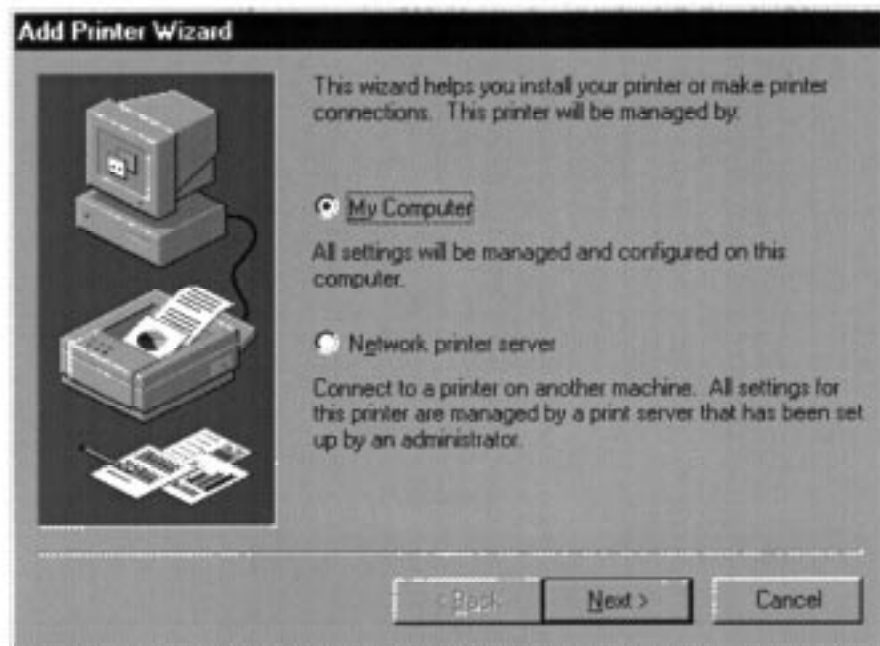 Add Printer Wizard
This wizard helps you install your printer or make printer
connections. This printer will be managed by:
My Computer
All settings will be managed and configured on this
computer.
Network printer server
Connect to a printer on another machine. All settings for
this printer are managed by a print server that has been set
up by an administrator.
< Back
Next >
Cancel